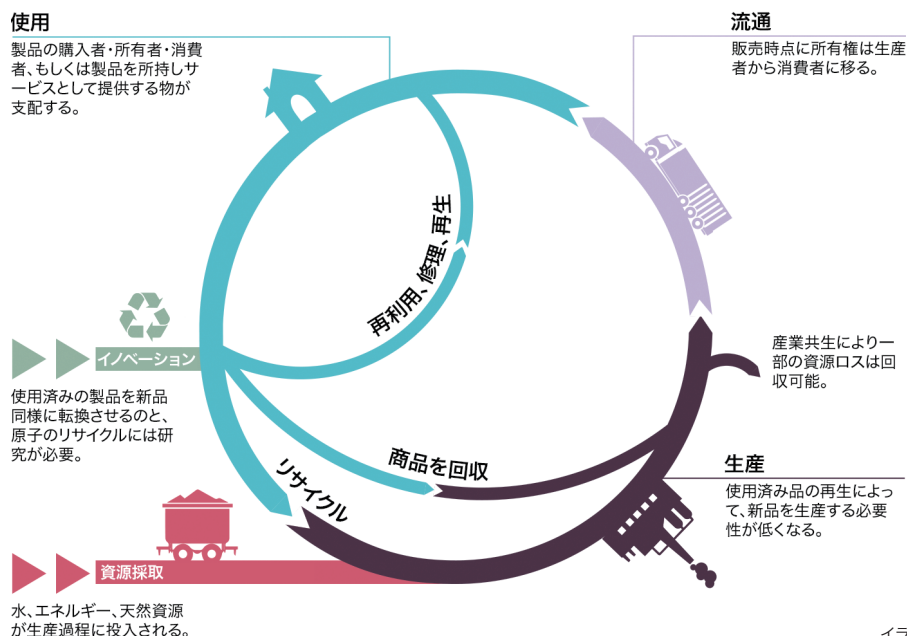 使用
製品の購入者・所有者・消費
者、もしくは製品を所持しサ
ービスとして提供する物が
支配する。
流通
販売時点に所有権は生産
者から消費者に移る。
再利用、修理、再生
イノベーション
使用済みの製品を新品
同様に転換させるのと、
原子のリサイクルには研
究が必要。
産業共生により一
部の資源ロスは回
収可能。
商品を回収
リサイクル
生産
使用済み品の再生によっ
て、新品を生産する必要
性が低くなる。
資源採取
水、エネルギー、天然資源
が生産過程に投入される。
イラ